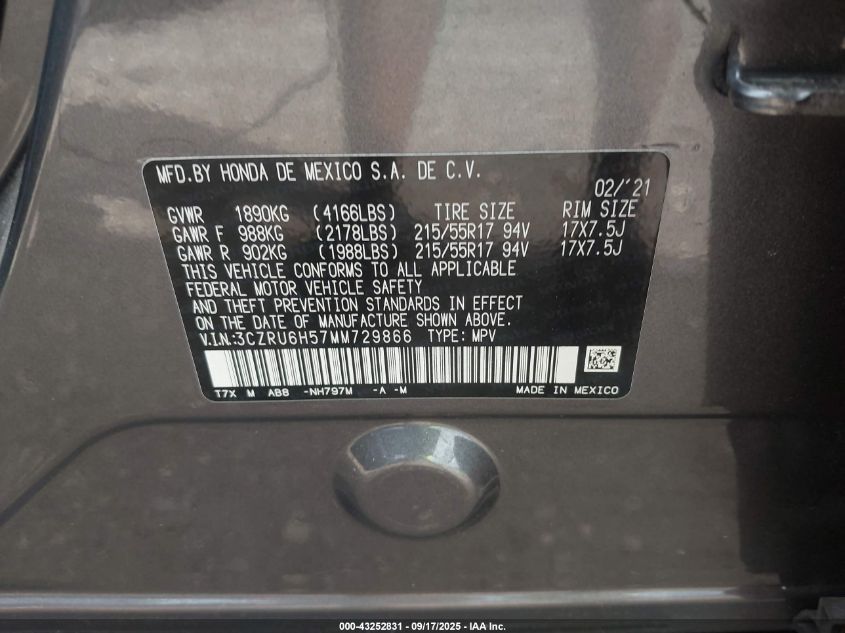 MFD.BY HONDA DE MEXICO S.A. DE C.V.
02/'21
GVWR 1890KG (4166LBS) TIRE SIZE RIM SIZE
GAWR F 988KG (2178LBS) 215/55R17 94V 17X7.5J
GAWR R 902KG (1988LBS) 215/55R17 94V 17X7.5J
THIS VEHICLE CONFORMS TO ALL APPLICABLE
FEDERAL MOTOR VEHICLE SAFETY
AND THEFT PREVENTION STANDARDS IN EFFECT
ON THE DATE OF MANUFACTURE SHOWN ABOVE.
V.I.N.:3CZRU6H57MM729866 TYPE: MPV
T7X M AB8 -NH797M -A -M MADE IN MEXICO
000-43252831 - 09/17/2025 - IAA Inc.